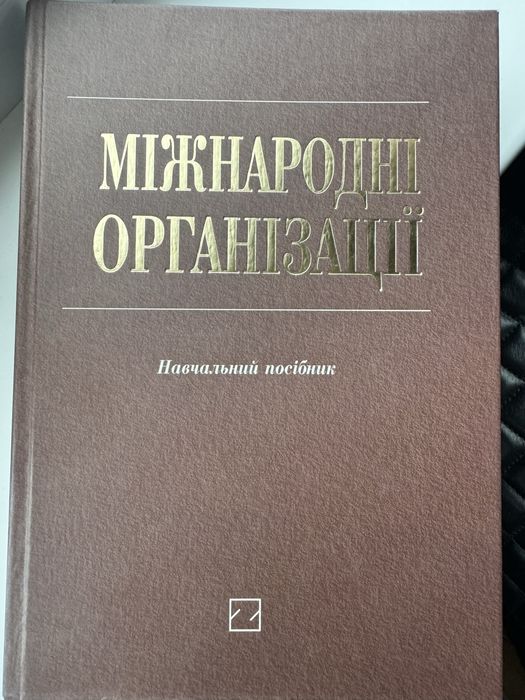 МІЖНАРОДНІ
ОРГАНІЗАЦІЇ
Навчальний посібник